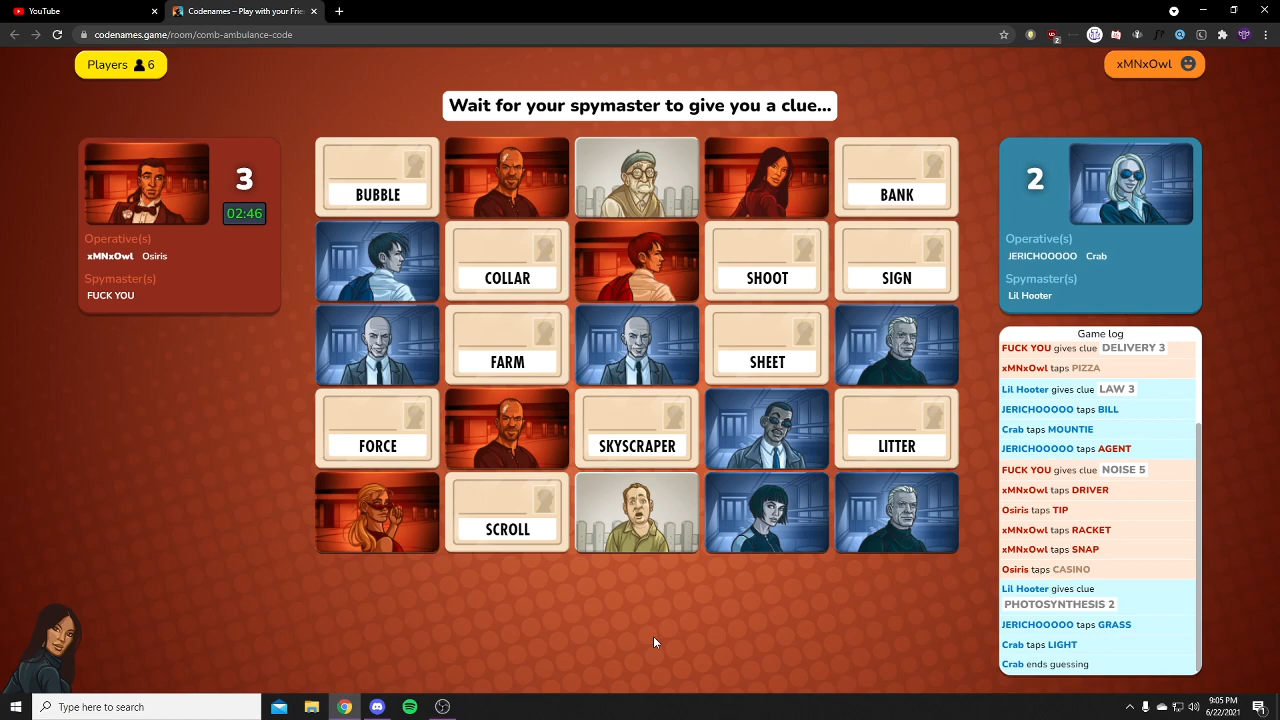 YouTube
Codenames – Play with your Frien
codenames.game/room/comb-ambulance-code
2
Players 6
xMNxOwl
Wait for your spymaster to give you a clue...
3
02:46
Operative(s)
xMNxOwl Osiris
Spymaster(s)
FUCK YOU
BUBBLE
BANK
COLLAR
SHOOT
SIGN
FARM
SHEET
FORCE
SKYSCRAPER
LITTER
SCROLL
2
Operative(s)
JERICHOOOOO Crab
Spymaster(s)
Lil Hooter
Game log
FUCK YOU gives clue DELIVERY 3
xMNxOwl taps PIZZA
Lil Hooter gives clue LAW 3
JERICHOOOOO taps BILL
Crab taps MOUNTIE
JERICHOOOOO taps AGENT
FUCK YOU gives clue NOISE 5
xMNxOwl taps DRIVER
Osiris taps TIP
xMNxOwl taps RACKET
xMNxOwl taps SNAP
Osiris taps CASINO
Lil Hooter gives clue
PHOTOSYNTHESIS 2
JERICHOOOOO taps GRASS
Crab taps LIGHT
Crab ends guessing
Type here to search
9:05 PM
6/22/2021